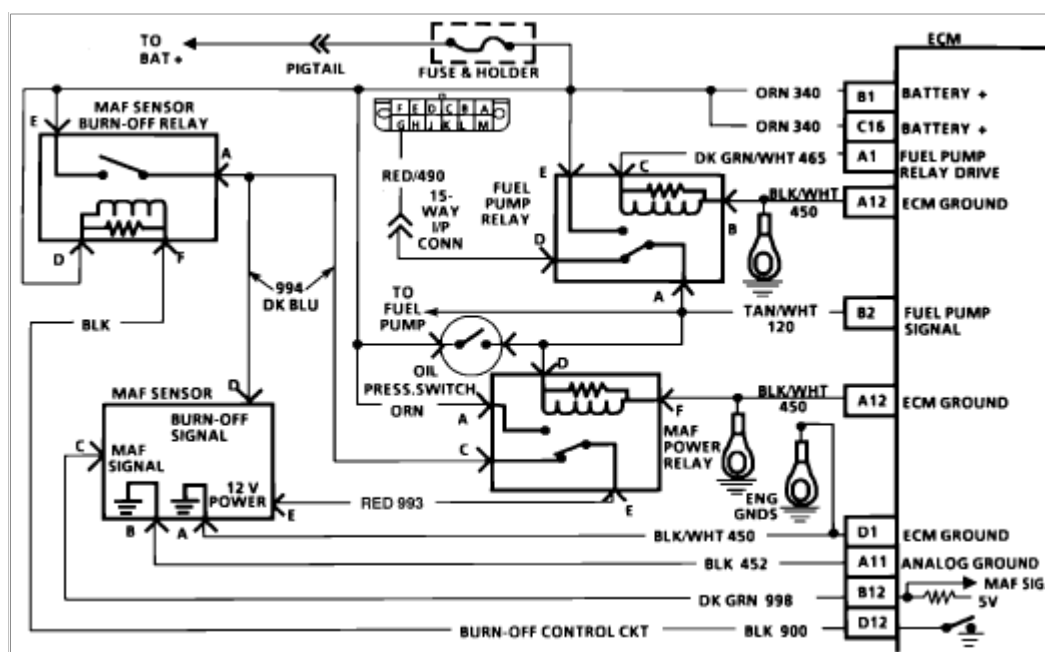 ECM
TO
BAT +
PIGTAIL
FUSE & HOLDER
MAF SENSOR
BURN-OFF RELAY
E
A
D
F
F E D C B A
G H J K L M
ORN 340
B1
BATTERY +
ORN 340
C16
BATTERY +
DK GRN/WHT 465
A1
FUEL PUMP
RELAY DRIVE
BLK/WHT
450
A12
ECM GROUND
RED/490
15-
WAY
I/P
CONN
FUEL
PUMP
RELAY
E
C
B
D
A
994
DK BLU
BLK
TO
FUEL
PUMP
TAN/WHT
120
B2
FUEL PUMP
SIGNAL
OIL
PRESS.SWITCH
ORN
D
A
F
C
E
MAF
POWER
RELAY
BLK/WHT
450
A12
ECM GROUND
MAF SENSOR
D
BURN-OFF
SIGNAL
C
MAF
SIGNAL
12 V
POWER
E
B
A
RED 993
ENG
GNDS
BLK/WHT 450
D1
ECM GROUND
BLK 452
A11
ANALOG GROUND
DK GRN 998
B12
MAF SIG
5V
BURN-OFF CONTROL CKT
BLK 900
D12